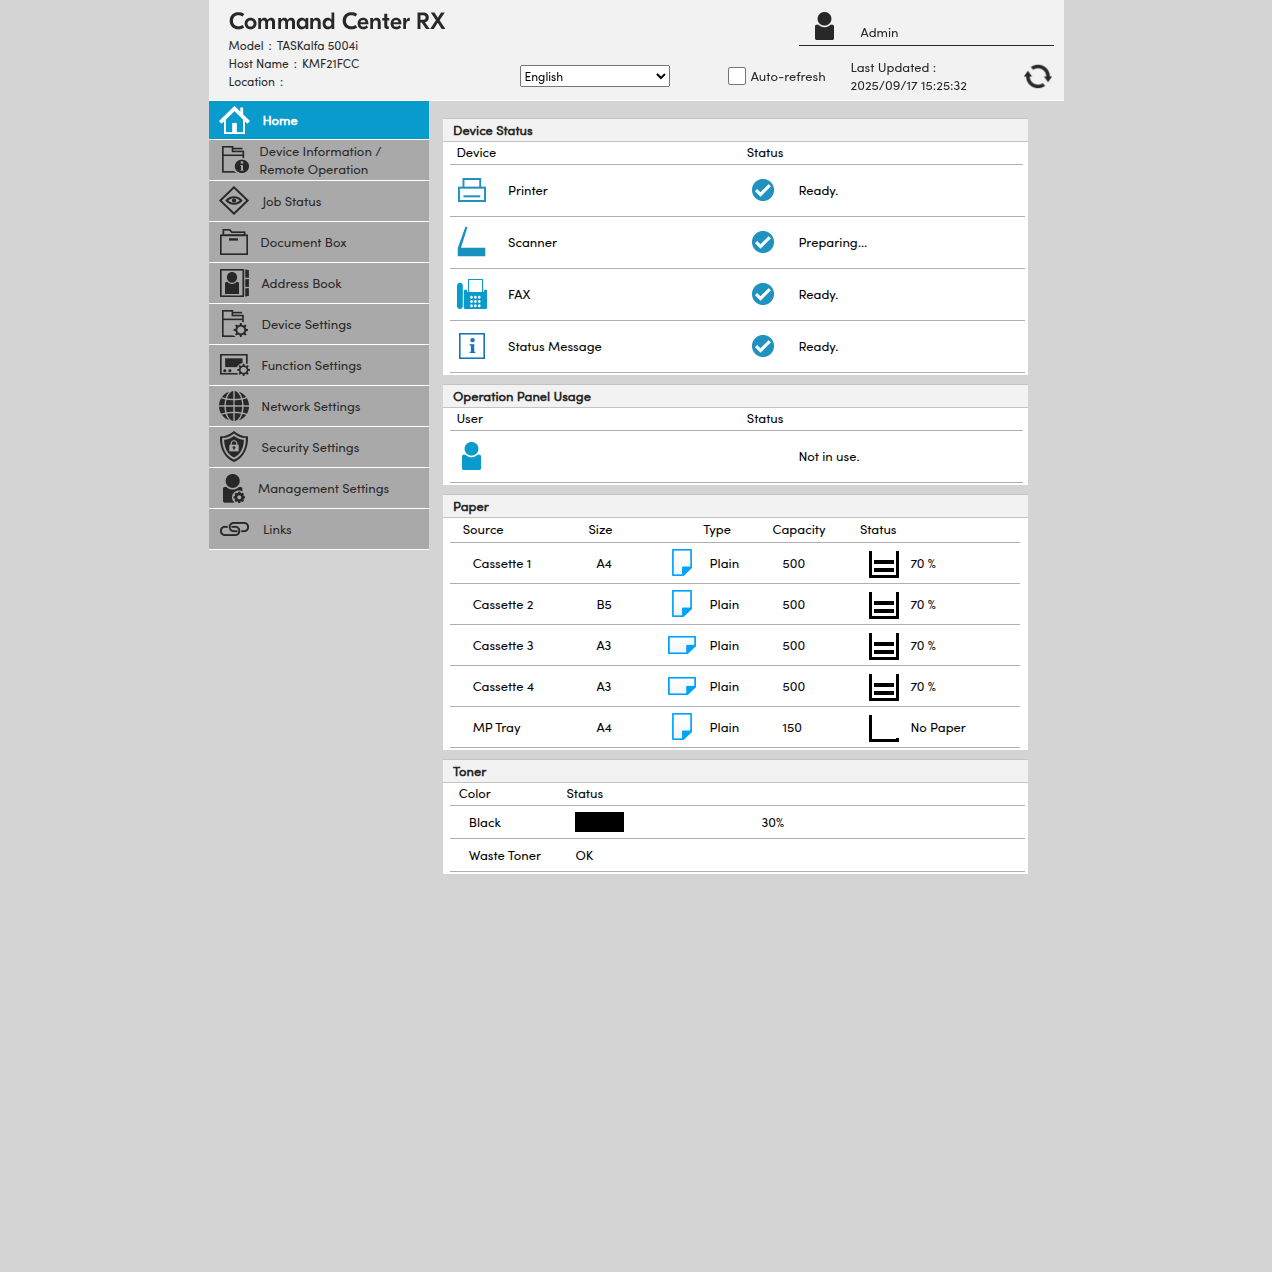 Command Center RX
Model : TASKalfa 5004i
Host Name : KMF21FCC
Location :
Admin
English
Auto-refresh
Last Updated :
2025/09/17 15:25:32
Home
Device Information /
Remote Operation
Job Status
Document Box
Address Book
Device Settings
Function Settings
Network Settings
Security Settings
Management Settings
Links
Device Status
Device Status
Printer Ready.
Scanner Preparing...
FAX Ready.
Status Message Ready.
Operation Panel Usage
User Status
Not in use.
Paper
Source Size Type Capacity Status
Cassette 1 A4 Plain 500 70 %
Cassette 2 B5 Plain 500 70 %
Cassette 3 A3 Plain 500 70 %
Cassette 4 A3 Plain 500 70 %
MP Tray A4 Plain 150 No Paper
Toner
Color Status
Black 30%
Waste Toner OK